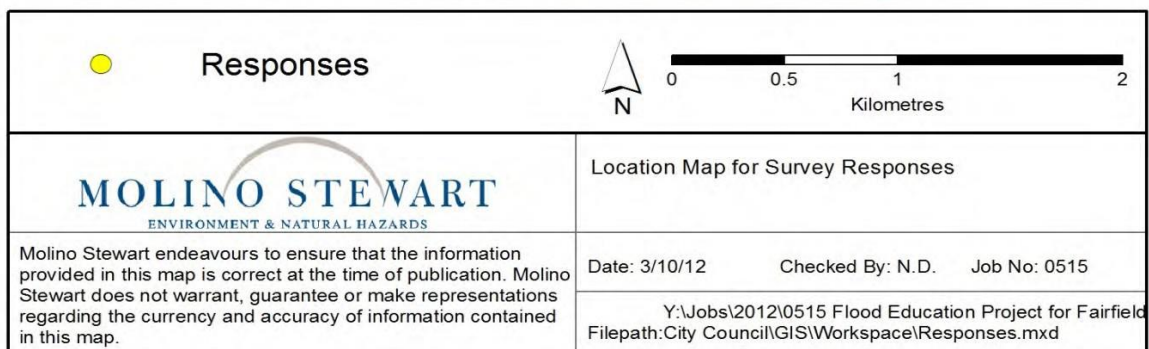 Responses
N
0 0.5 1 2
Kilometres
MOLINO STEWART
ENVIRONMENT & NATURAL HAZARDS
Location Map for Survey Responses
Molino Stewart endeavours to ensure that the information
provided in this map is correct at the time of publication. Molino
Stewart does not warrant, guarantee or make representations
regarding the currency and accuracy of information contained
in this map.
Date: 3/10/12 Checked By: N.D. Job No: 0515
Y:\Jobs\2012\0515 Flood Education Project for Fairfield
Filepath:City Council\GIS\Workspace\Responses.mxd